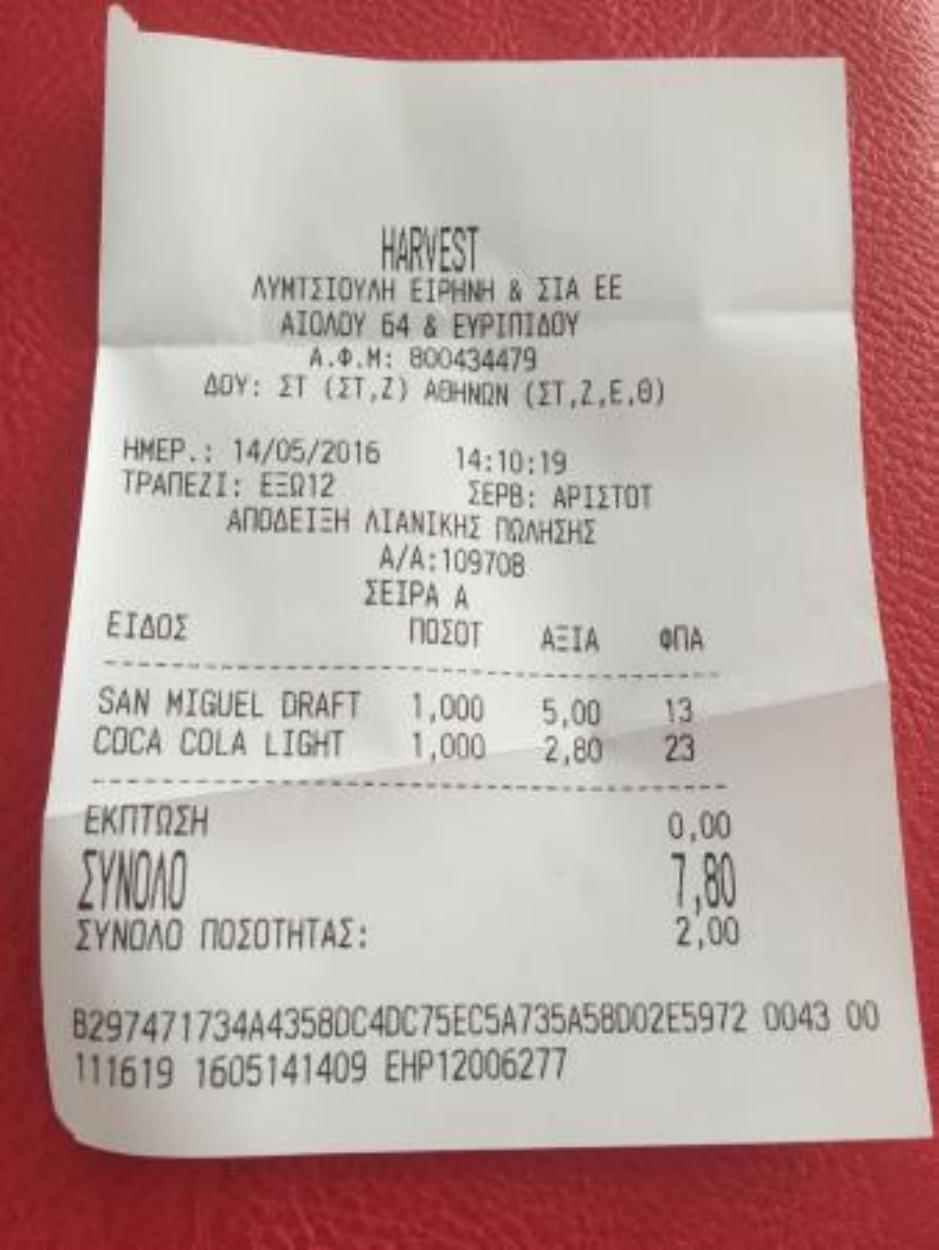 HARVEST
ΛΥΜΤΣΙΟΥΛΗ ΕΙΡΗΝΗ & ΣΙΑ ΕΕ
ΑΙΟΛΟΥ 64 & ΕΥΡΙΠΙΔΟΥ
Α.Φ.Μ: 800434479
ΔΟΥ: ΣΤ (ΣΤ,Ζ) ΑΘΗΝΩΝ (ΣΤ,Ζ,Ε,Θ)
ΗΜΕΡ.: 14/05/2016 14:10:19
ΤΡΑΠΕΖΙ: ΕΞΩ12 ΣΕΡΒ: ΑΡΙΣΤΟΤ
ΑΠΟΔΕΙΞΗ ΛΙΑΝΙΚΗΣ ΠΩΛΗΣΗΣ
Α/Α:109708
ΣΕΙΡΑ Α
ΕΙΔΟΣ ΠΟΣΟΤ ΑΞΙΑ ΦΠΑ
SAN MIGUEL DRAFT 1,000 5,00 13
COCA COLA LIGHT 1,000 2,80 23
ΕΚΠΤΩΣΗ 0,00
ΣΥΝΟΛΟ 7,80
ΣΥΝΟΛΟ ΠΟΣΟΤΗΤΑΣ: 2,00
B297471734A4358DC4DC75EC5A735A58D02E5972 0043 00
111619 1605141409 EHP12006277